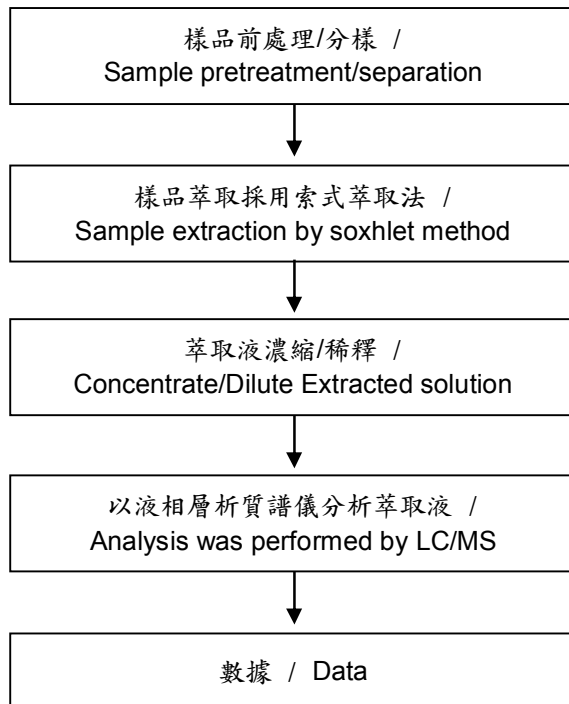 樣品前處理/分樣 /
Sample pretreatment/separation
樣品萃取採用索式萃取法 /
Sample extraction by soxhlet method
萃取液濃縮/稀釋 /
Concentrate/Dilute Extracted solution
以液相層析質譜儀分析萃取液 /
Analysis was performed by LC/MS
數據 / Data